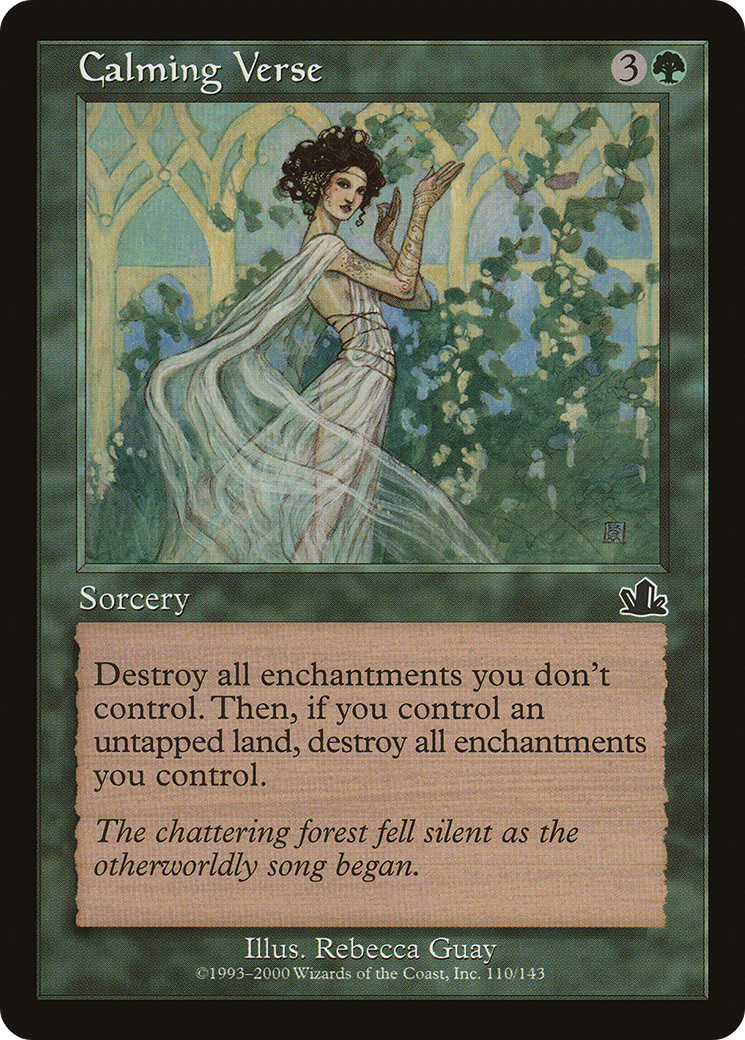 Calming Verse
3
Sorcery
Destroy all enchantments you don't
control. Then, if you control an
untapped land, destroy all enchantments
you control.
The chattering forest fell silent as the
otherworldly song began.
Illus. Rebecca Guay
©1993–2000 Wizards of the Coast, Inc. 110/143